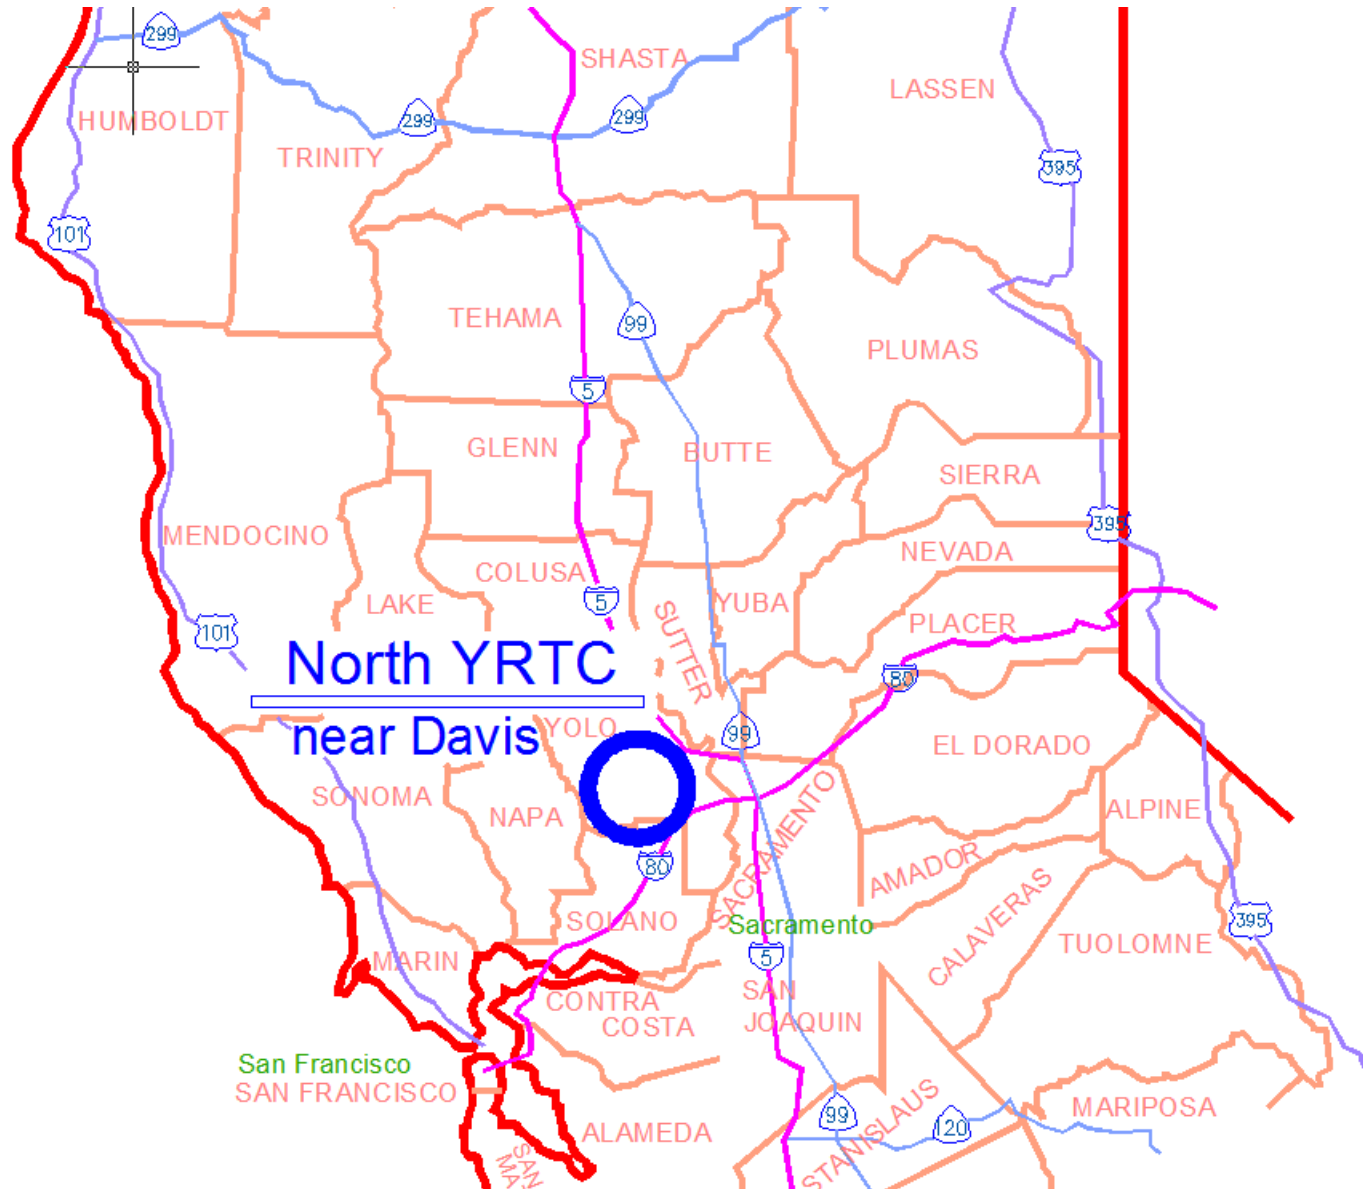 299
SHASTA
LASSEN
HUMBOLDT
299
299
TRINITY
395
101
TEHAMA
99
PLUMAS
5
GLENN
BUTTE
SIERRA
MENDOCINO
395
NEVADA
COLUSA
LAKE
5
YUBA
SUTTER
PLACER
101
North YRTC
80
near Davis
YOLO
99
EL DORADO
SONOMA
NAPA
SACRAMENTO
ALPINE
80
AMADOR
SOLANO
Sacramento
CALAVERAS
395
TUOLOMNE
MARIN
5
CONTRA
COSTA
SAN
JOAQUIN
San Francisco
SAN FRANCISCO
99
STANISLAUS
120
MARIPOSA
ALAMEDA
SAN
MA